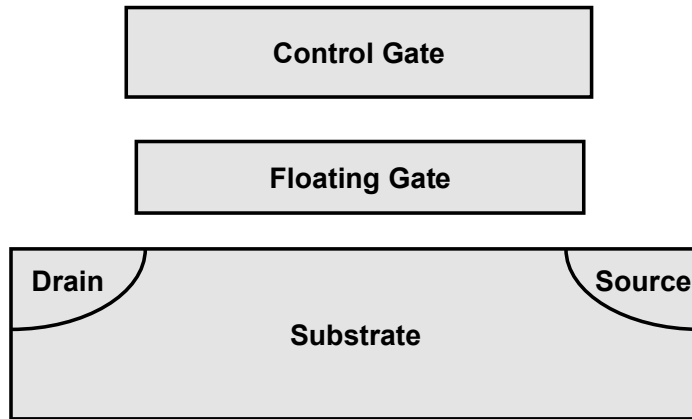 Control Gate
Floating Gate
Drain
Source
Substrate